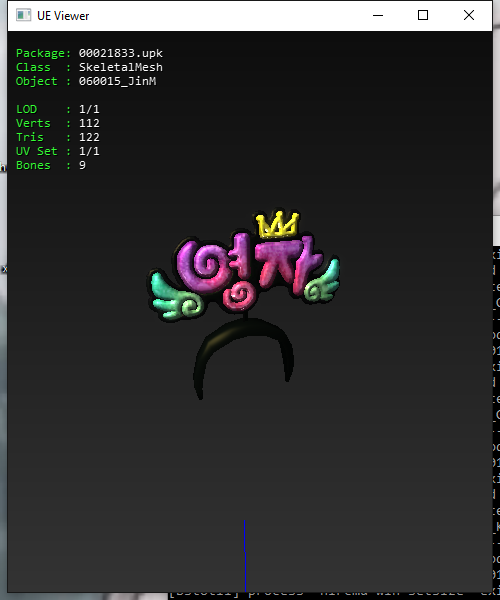 UE Viewer
Package: 00021833.upk
Class : SkeletalMesh
Object : 060015_JinM
LOD : 1/1
Verts : 112
Tris : 122
UV Set : 1/1
Bones : 9
영자